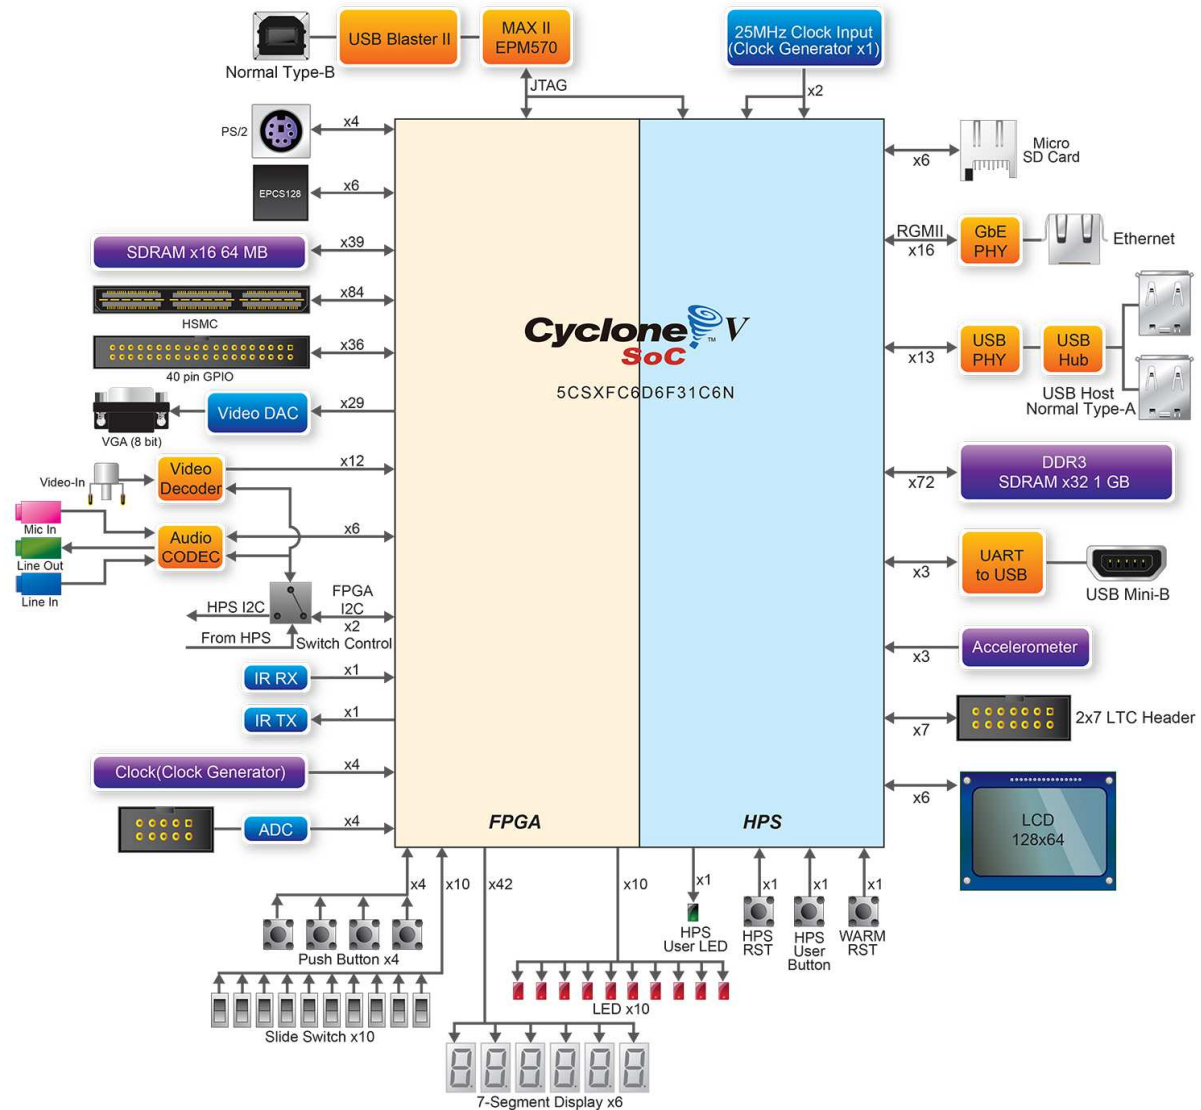 USB Blaster II
MAX II
EPM570
25MHz Clock Input
(Clock Generator x1)
Normal Type-B
JTAG
x2
PS/2
x4
EPCS128
x6
SDRAM x16 64 MB
x39
x84
HSMC
x36
40 pin GPIO
Video DAC
x29
VGA (8 bit)
Video-In
Video
Decoder
x12
Mic In
Line Out
Line In
Audio
CODEC
x6
HPS I2C
From HPS
FPGA
I2C
x2
Switch Control
IR RX
x1
IR TX
x1
Clock(Clock Generator)
x4
ADC
x4
Cyclone V
TM
SoC
5CSXFC6D6F31C6N
FPGA
HPS
x6
Micro
SD Card
RGMII
x16
GbE
PHY
Ethernet
x13
USB
PHY
USB
Hub
USB Host
Normal Type-A
x72
DDR3
SDRAM x32 1 GB
x3
UART
to USB
USB Mini-B
x3
Accelerometer
x7
2x7 LTC Header
x6
LCD
128x64
x4
x10
x42
x10
x1
x1
x1
x1
Push Button x4
Slide Switch x10
7-Segment Display x6
LED x10
HPS
User LED
HPS
RST
HPS
User
Button
WARM
RST